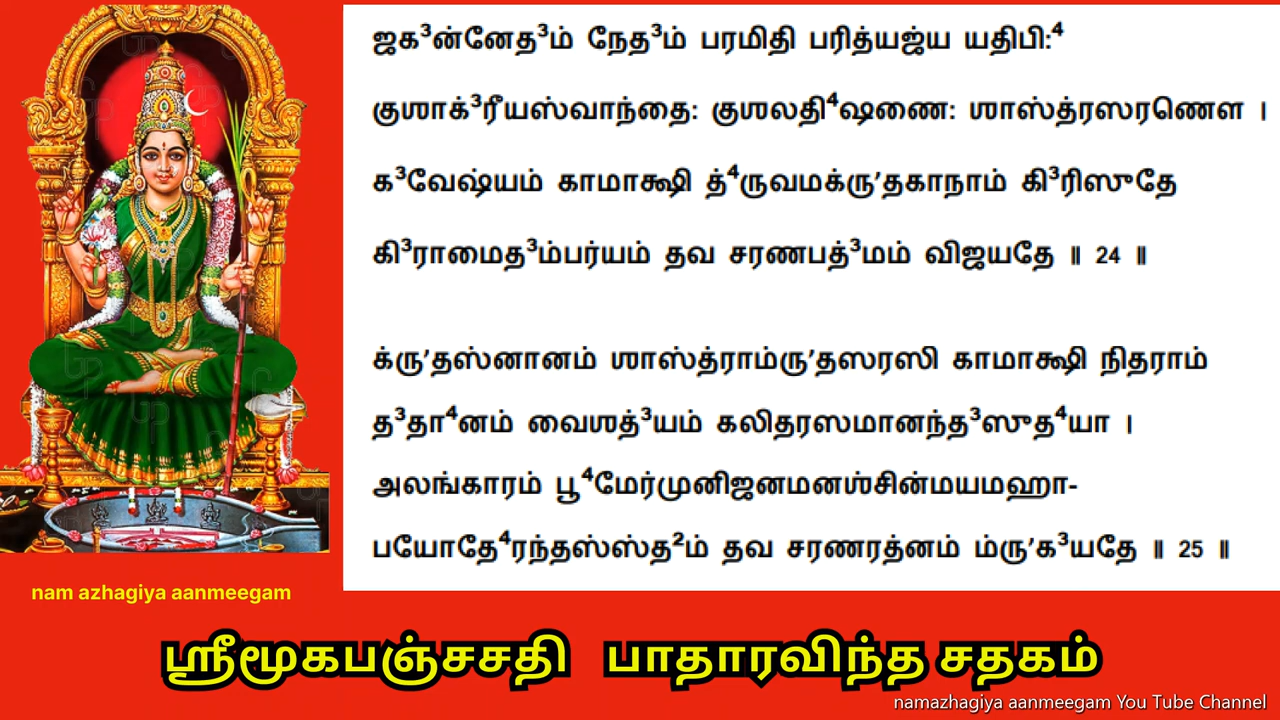 ஜக³ன்னேத³ம் நேத³ம் பரமிதி பரித்யஜ்ய யதிபி:⁴
குஶாக்³ரீயஸ்வாந்தை: குஶலதி⁴ஷணை: ஶாஸ்த்ரஸரணௌ ।
க³வேஷ்யம் காமாக்ஷி த்⁴ருவமக்ரு’தகாநாம் கி³ரிஸுதே
கி³ராமைத³ம்பர்யம் தவ சரணபத்³மம் விஜயதே ॥ 24 ॥
க்ரு’தஸ்னானம் ஶாஸ்த்ராம்ரு’தஸரஸி காமாக்ஷி நிதராம்
த³தா⁴னம் வைஶத்³யம் கலிதரஸமானந்த³ஸுத⁴யா ।
அலங்காரம் பூ⁴மேர்முனிஜனமனஶ்சின்மயமஹா-
பயோதே⁴ரந்தஸ்ஸ்த²ம் தவ சரணரத்னம் ம்ரு’க³யதே ॥ 25 ॥
nam azhagiya aanmeegam
ஸ்ரீமூகபஞ்சசதி பாதாரவிந்த சதகம்
namazhagiya aanmeegam You Tube Channel